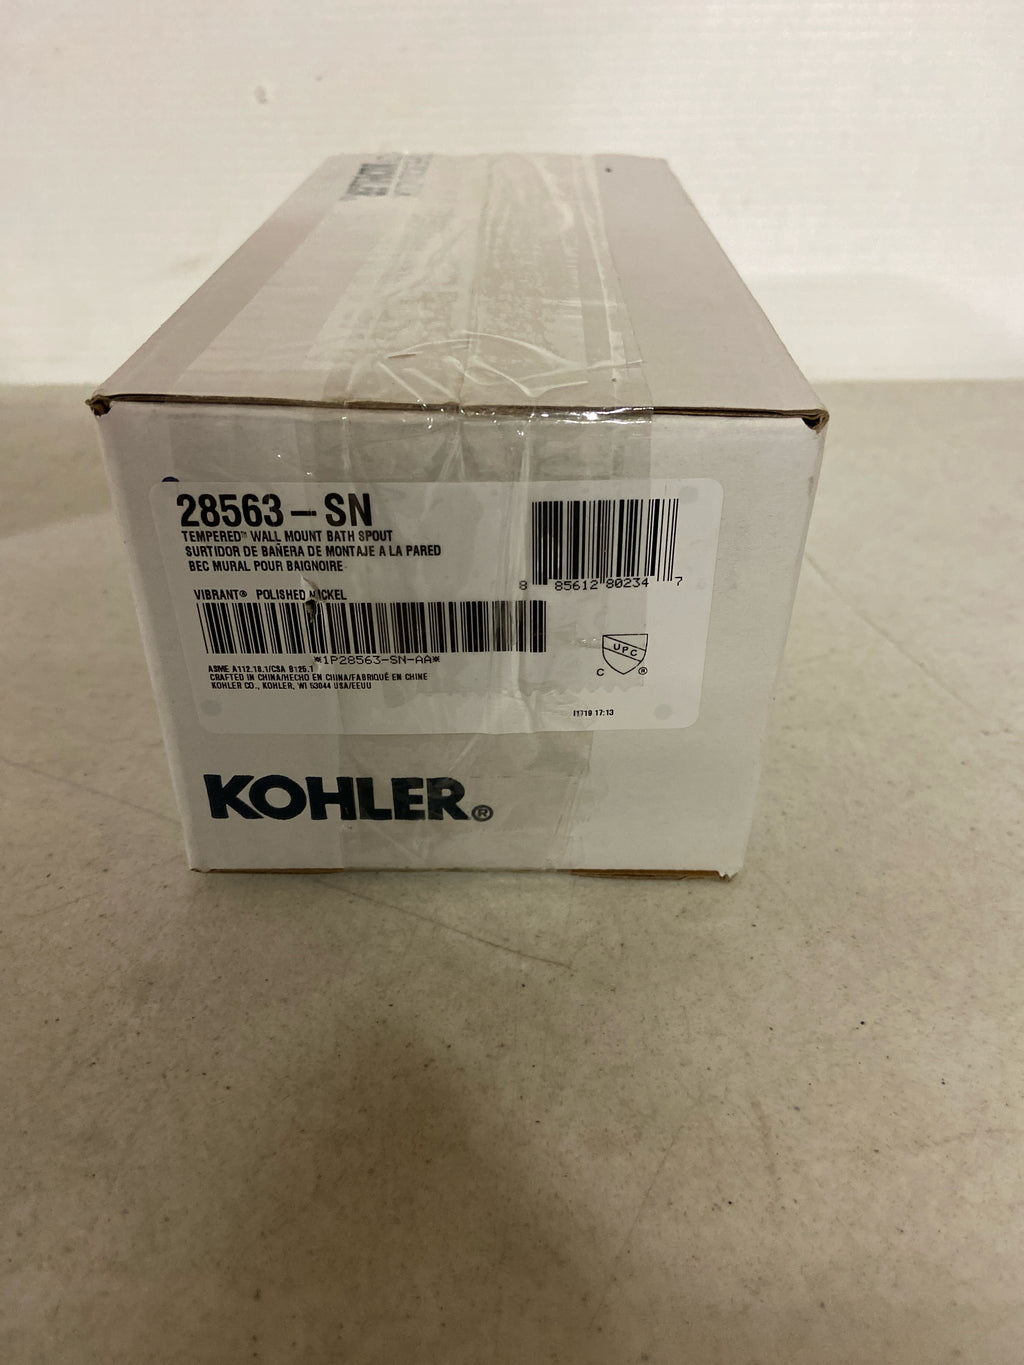 28563-SN
TEMPERED™ WALL MOUNT BATH SPOUT
SURTIDOR DE BAÑERA DE MONTAJE A LA PARED
BEC MURAL POUR BAIGNOIRE
8 85612 80234 7
VIBRANT® POLISHED NICKEL
*1P28563-SN-AA*
ASME A112.18.1/CSA B125.1
CRAFTED IN CHINA/HECHO EN CHINA/FABRIQUÉ EN CHINE
KOHLER CO., KOHLER, WI 53044 USA/EEUU
UPC
C ®
17:13
KOHLER®